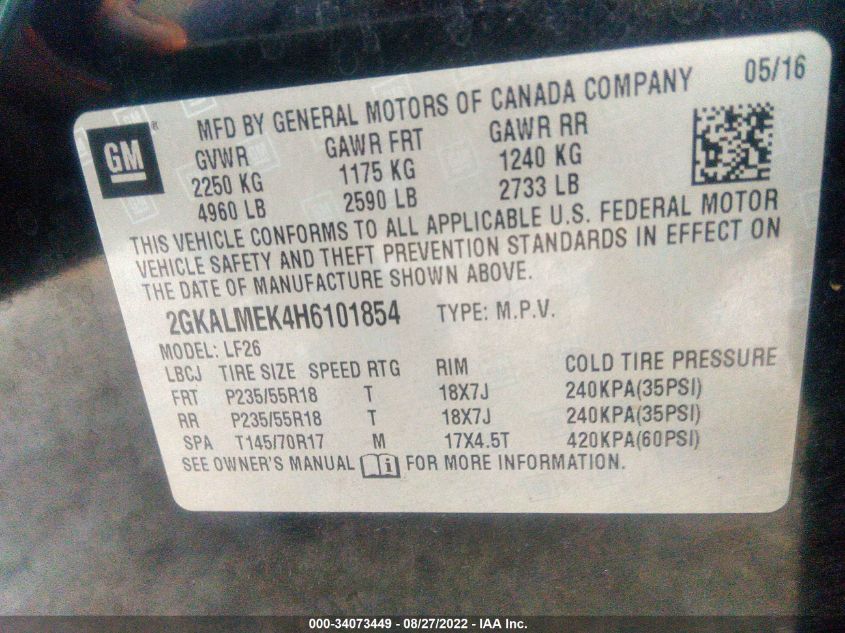 MFD BY GENERAL MOTORS OF CANADA COMPANY 05/16
GM ®
GVWR GAWR FRT GAWR RR
2250 KG 1175 KG 1240 KG
4960 LB 2590 LB 2733 LB
THIS VEHICLE CONFORMS TO ALL APPLICABLE U.S. FEDERAL MOTOR
VEHICLE SAFETY AND THEFT PREVENTION STANDARDS IN EFFECT ON
THE DATE OF MANUFACTURE SHOWN ABOVE.
2GKALMEK4H6101854 TYPE: M.P.V.
MODEL: LF26
LBCJ TIRE SIZE SPEED RTG RIM COLD TIRE PRESSURE
FRT P235/55R18 T 18X7J 240KPA(35PSI)
RR P235/55R18 T 18X7J 240KPA(35PSI)
SPA T145/70R17 M 17X4.5T 420KPA(60PSI)
SEE OWNER'S MANUAL FOR MORE INFORMATION.
000-34073449 - 08/27/2022 - IAA Inc.